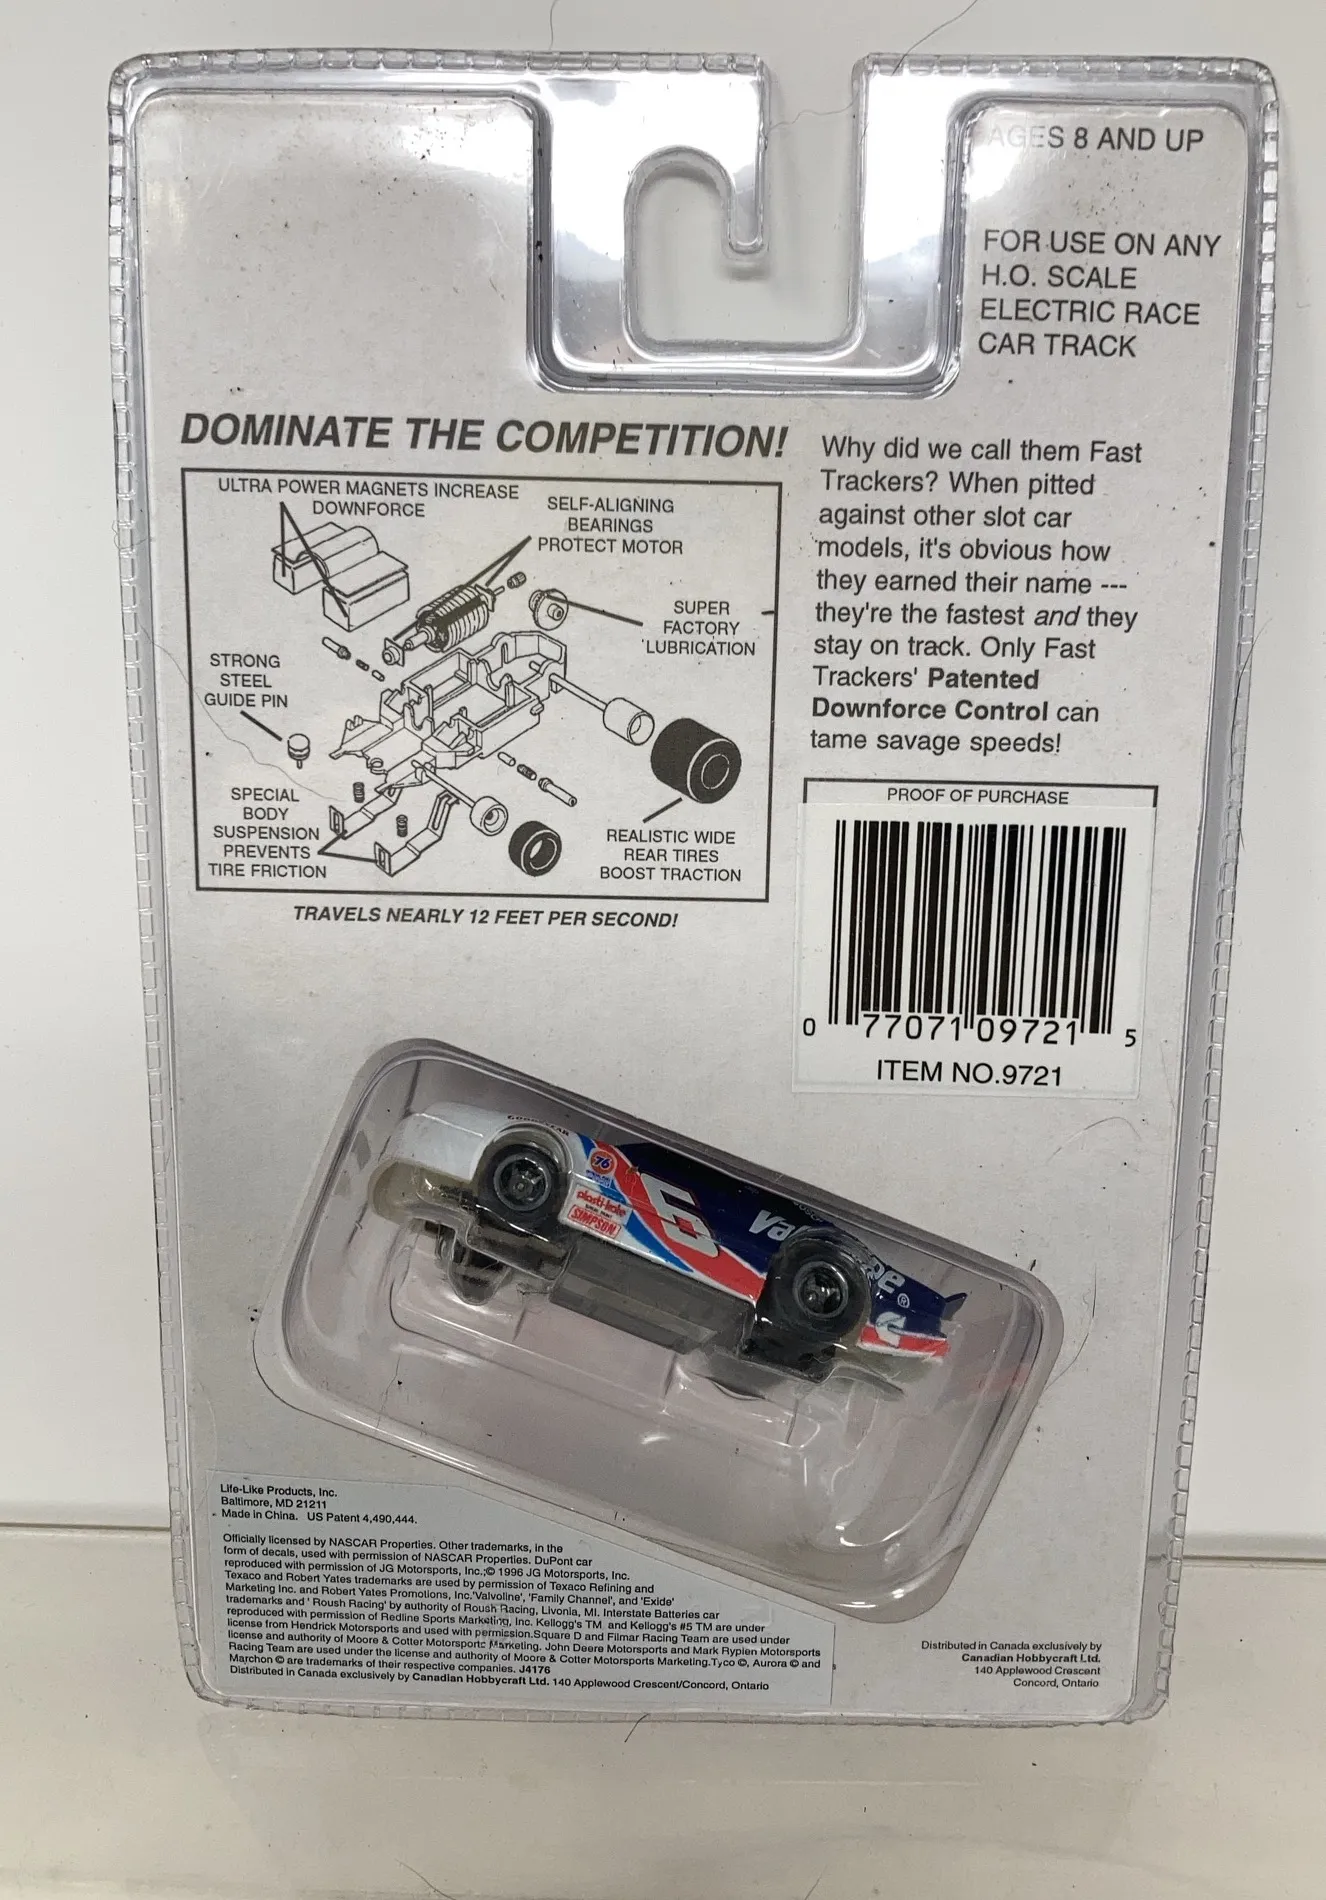 AGES 8 AND UP
FOR USE ON ANY
H.O. SCALE
ELECTRIC RACE
CAR TRACK
DOMINATE THE COMPETITION!
ULTRA POWER MAGNETS INCREASE
DOWNFORCE
SELF-ALIGNING
BEARINGS
PROTECT MOTOR
SUPER
FACTORY
LUBRICATION
STRONG
STEEL
GUIDE PIN
SPECIAL
BODY
SUSPENSION
PREVENTS
TIRE FRICTION
REALISTIC WIDE
REAR TIRES
BOOST TRACTION
TRAVELS NEARLY 12 FEET PER SECOND!
Why did we call them Fast
Trackers? When pitted
against other slot car
models, it's obvious how
they earned their name ---
they're the fastest and they
stay on track. Only Fast
Trackers' Patented
Downforce Control can
tame savage speeds!
PROOF OF PURCHASE
0 77071 09721 5
ITEM NO.9721
GOODYEAR
76
plasti-kote
SIMPSON
6
Life-Like Products, Inc.
Baltimore, MD 21211
Made in China. US Patent 4,490,444.
Officially licensed by NASCAR Properties. Other trademarks, in the
form of decals, used with permission of NASCAR Properties. DuPont car
reproduced with permission of JG Motorsports, Inc.;© 1996 JG Motorsports, Inc.
Texaco and Robert Yates trademarks are used by permission of Texaco Refining and
Marketing Inc. and Robert Yates Promotions, Inc.'Valvoline', 'Family Channel', and 'Exide'
trademarks and ' Roush Racing' by authority of Roush Racing, Livonia, MI. Interstate Batteries car
reproduced with permission of Redline Sports Marketing, Inc. Kellogg's TM and Kellogg's #5 TM are under
license from Hendrick Motorsports and used with permission.Square D and Filmar Racing Team are used under
license and authority of Moore & Cotter Motorsports Marketing. John Deere Motorsports and Mark Rypien Motorsports
Racing Team are used under the license and authority of Moore & Cotter Motorsports Marketing.Tyco ©, Aurora © and
Marchon © are trademarks of their respective companies. J4176
Distributed in Canada exclusively by Canadian Hobbycraft Ltd. 140 Applewood Crescent/Concord, Ontario
Distributed in Canada exclusively by
Canadian Hobbycraft Ltd.
140 Applewood Crescent
Concord, Ontario